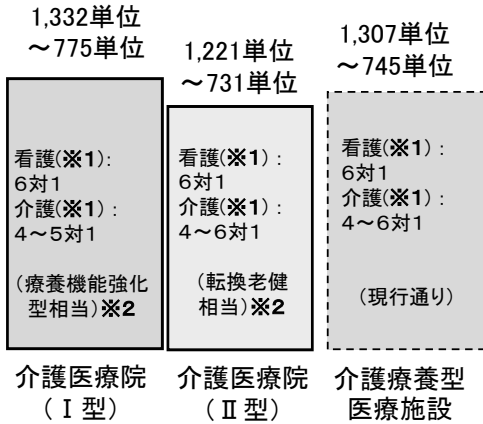 1,332単位
～775単位
看護(※1):
6対1
介護(※1):
4～5対1
(療養機能強化
型相当)※2
介護医療院
(Ⅰ型)
1,221単位
～731単位
看護(※1):
6対1
介護(※1):
4～6対1
(転換老健
相当)※2
介護医療院
(Ⅱ型)
1,307単位
～745単位
看護(※1):
6対1
介護(※1):
4～6対1
(現行通り)
介護療養型
医療施設